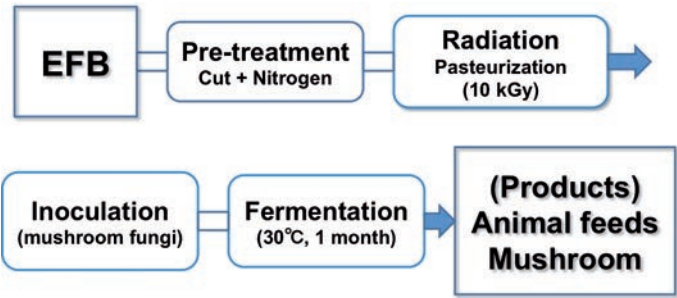 EFB
Pre-treatment
Cut + Nitrogen
Radiation
Pasteurization
(10 kGy)
Inoculation
(mushroom fungi)
Fermentation
(30°C, 1 month)
(Products)
Animal feeds
Mushroom